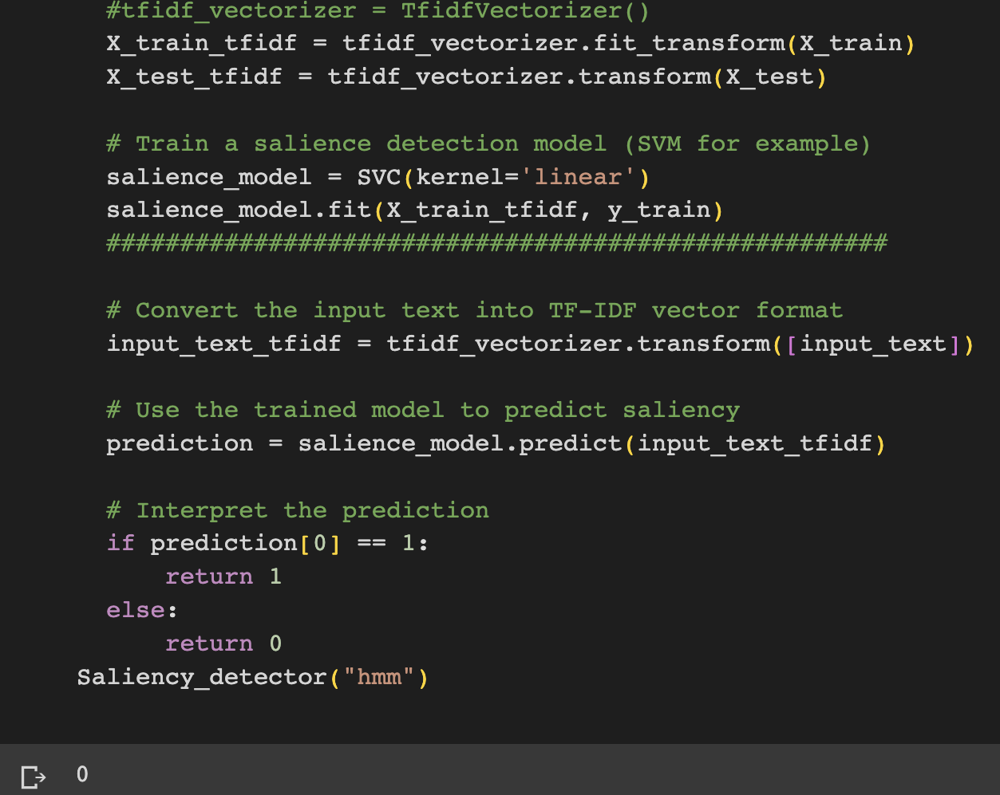 #tfidf_vectorizer = TfidfVectorizer()
X_train_tfidf = tfidf_vectorizer.fit_transform(X_train)
X_test_tfidf = tfidf_vectorizer.transform(X_test)
# Train a salience detection model (SVM for example)
salience_model = SVC(kernel='linear')
salience_model.fit(X_train_tfidf, y_train)
#####################################################
# Convert the input text into TF-IDF vector format
input_text_tfidf = tfidf_vectorizer.transform([input_text])
# Use the trained model to predict saliency
prediction = salience_model.predict(input_text_tfidf)
# Interpret the prediction
if prediction[0] == 1:
return 1
else:
return 0
Saliency_detector("hmm")
0